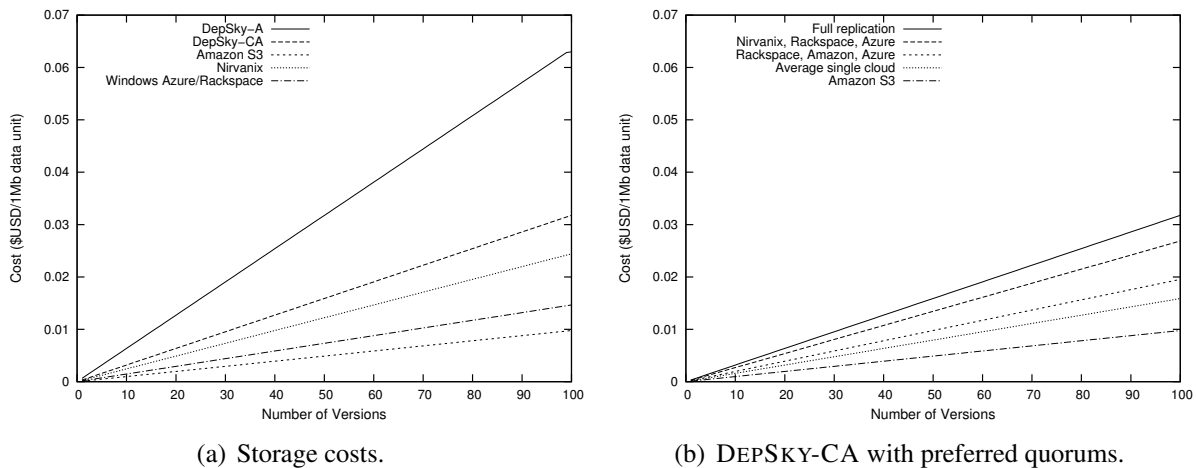 0.07
0.06
0.05
0.04
0.03
0.02
0.01
0
Cost ($USD/1Mb data unit)
DepSky-A
DepSky-CA
Amazon S3
Nirvanix
Windows Azure/Rackspace
0 10 20 30 40 50 60 70 80 90 100
Number of Versions
(a) Storage costs.
0.07
0.06
0.05
0.04
0.03
0.02
0.01
0
Cost ($USD/1Mb data unit)
Full replication
Nirvanix, Rackspace, Azure
Rackspace, Amazon, Azure
Average single cloud
Amazon S3
0 10 20 30 40 50 60 70 80 90 100
Number of Versions
(b) DEPSKY-CA with preferred quorums.